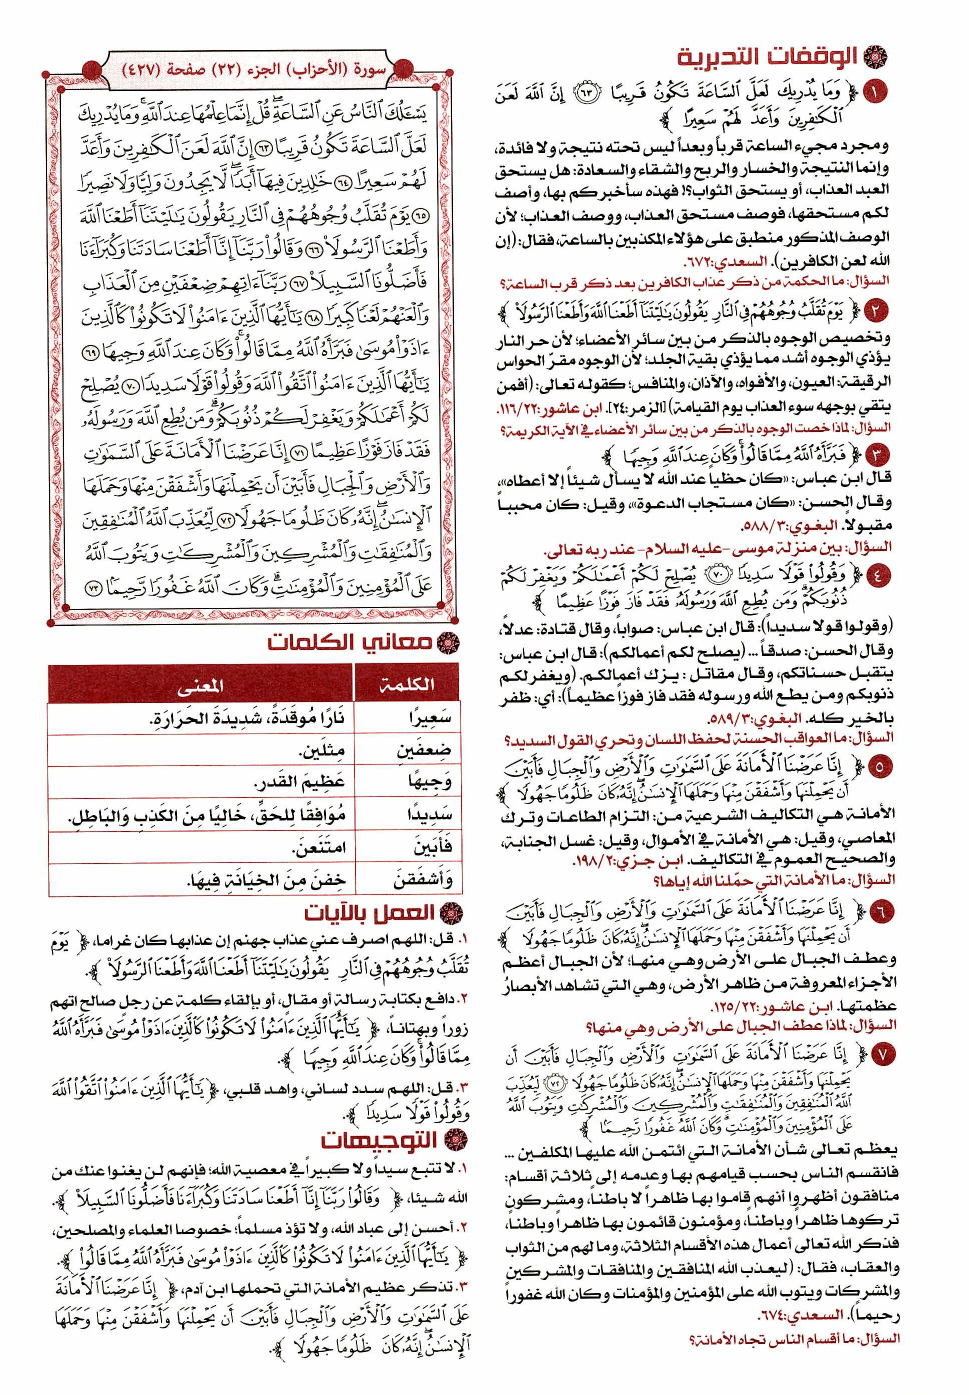 الوقفات التدبرية
١ ﴿ وَمَا يُدْرِيكَ لَعَلَّ ٱلسَّاعَةَ تَكُونُ قَرِيبًا ﴿٦٣﴾ إِنَّ ٱللَّهَ لَعَنَ
ٱلْكَٰفِرِينَ وَأَعَدَّ لَهُمْ سَعِيرًا ﴾
ومجرد مجيء الساعة قرباً وبعداً ليس تحته نتيجة ولا فائدة،
وإنما النتيجة والخسار والربح والشقاء والسعادة: هل يستحق
العبد العذاب، أو يستحق الثواب؟! فهذه سأخبركم بها، وأصف
لكم مستحقها، فوصف مستحق العذاب، ووصف العذاب؛ لأن
الوصف المذكور منطبق على هؤلاء المكذبين بالساعة، فقال: (إن
الله لعن الكافرين). السعدي:٦٧٢.
السؤال: ما الحكمة من ذكر عذاب الكافرين بعد ذكر قرب الساعة؟
٢ ﴿ يَوْمَ تُقَلَّبُ وُجُوهُهُمْ فِى ٱلنَّارِ يَقُولُونَ يَٰلَيْتَنَآ أَطَعْنَا ٱللَّهَ وَأَطَعْنَا ٱلرَّسُولَا۠ ﴾
وتخصيص الوجوه بالذكر من بين سائر الأعضاء؛ لأن حر النار
يؤذي الوجوه أشد مما يؤذي بقية الجلد؛ لأن الوجوه مقرّ الحواس
الرقيقة: العيون، والأفواه، والآذان، والمنافس؛ كقوله تعالى: (أفمن
يتقي بوجهه سوء العذاب يوم القيامة) [الزمر:٢٤]. ابن عاشور:١١٦/٢٢.
السؤال: لماذا خصت الوجوه بالذكر من بين سائر الأعضاء في الآية الكريمة؟
٣ ﴿ فَبَرَّأَهُ ٱللَّهُ مِمَّا قَالُوا۟ وَكَانَ عِندَ ٱللَّهِ وَجِيهًا ﴾
قال ابن عباس: «كان حظياً عند الله لا يسأل شيئاً إلا أعطاه»،
وقال الحسن: «كان مستجاب الدعوة»، وقيل: كان محبباً
مقبولا. البغوي:٥٨٨/٣.
السؤال: بين منزلة موسى -عليه السلام- عند ربه تعالى.
٤ ﴿ وَقُولُوا۟ قَوْلًا سَدِيدًا ﴿٧٠﴾ يُصْلِحْ لَكُمْ أَعْمَٰلَكُمْ وَيَغْفِرْ لَكُمْ
ذُنُوبَكُمْ وَمَن يُطِعِ ٱللَّهَ وَرَسُولَهُۥ فَقَدْ فَازَ فَوْزًا عَظِيمًا ﴾
(وقولوا قولا سديدا): قال ابن عباس: صواباً، وقال قتادة: عدلاً،
وقال الحسن: صدقاً ... (يصلح لكم أعمالكم): قال ابن عباس:
يتقبل حسناتكم، وقال مقاتل: يزك أعمالكم. (ويغفر لكم
ذنوبكم ومن يطع الله ورسوله فقد فاز فوزاً عظيماً): أي: ظفر
بالخير كله. البغوي:٥٨٩/٣.
السؤال: ما العواقب الحسنة لحفظ اللسان وتحري القول السديد؟
٥ ﴿ إِنَّا عَرَضْنَا ٱلْأَمَانَةَ عَلَى ٱلسَّمَٰوَٰتِ وَٱلْأَرْضِ وَٱلْجِبَالِ فَأَبَيْنَ
أَن يَحْمِلْنَهَا وَأَشْفَقْنَ مِنْهَا وَحَمَلَهَا ٱلْإِنسَٰنُ إِنَّهُۥ كَانَ ظَلُومًا جَهُولًا ﴾
الأمانة هي التكاليف الشرعية من: التزام الطاعات وترك
المعاصي، وقيل: هي الأمانة في الأموال، وقيل: غسل الجنابة،
والصحيح العموم في التكاليف. ابن جزي:١٩٨/٢.
السؤال: ما الأمانة التي حمّلنا الله إياها؟
٦ ﴿ إِنَّا عَرَضْنَا ٱلْأَمَانَةَ عَلَى ٱلسَّمَٰوَٰتِ وَٱلْأَرْضِ وَٱلْجِبَالِ فَأَبَيْنَ
أَن يَحْمِلْنَهَا وَأَشْفَقْنَ مِنْهَا وَحَمَلَهَا ٱلْإِنسَٰنُ إِنَّهُۥ كَانَ ظَلُومًا جَهُولًا ﴾
وعطف الجبال على الأرض وهي منها؛ لأن الجبال أعظم
الأجزاء المعروفة من ظاهر الأرض، وهي التي تشاهد الأبصارُ
عظمتها. ابن عاشور:١٢٥/٢٢.
السؤال: لماذا عطف الجبال على الأرض وهي منها؟
٧ ﴿ إِنَّا عَرَضْنَا ٱلْأَمَانَةَ عَلَى ٱلسَّمَٰوَٰتِ وَٱلْأَرْضِ وَٱلْجِبَالِ فَأَبَيْنَ أَن
يَحْمِلْنَهَا وَأَشْفَقْنَ مِنْهَا وَحَمَلَهَا ٱلْإِنسَٰنُ إِنَّهُۥ كَانَ ظَلُومًا جَهُولًا ﴿٧٢﴾ لِّيُعَذِّبَ
ٱللَّهُ ٱلْمُنَٰفِقِينَ وَٱلْمُنَٰفِقَٰتِ وَٱلْمُشْرِكِينَ وَٱلْمُشْرِكَٰتِ وَيَتُوبَ ٱللَّهُ
عَلَى ٱلْمُؤْمِنِينَ وَٱلْمُؤْمِنَٰتِ وَكَانَ ٱللَّهُ غَفُورًا رَّحِيمًا ﴾
يعظم تعالى شأن الأمانة التي ائتمن الله عليها المكلفين ...
فانقسم الناس بحسب قيامهم بها وعدمه إلى ثلاثة أقسام:
منافقون أظهروا أنهم قاموا بها ظاهراً لا باطنا، ومشركون
تركوها ظاهراً وباطناً، ومؤمنون قائمون بها ظاهراً وباطنا،
فذكر الله تعالى أعمال هذه الأقسام الثلاثة، وما لهم من الثواب
والعقاب، فقال: (ليعذب الله المنافقين والمنافقات والمشركين
والمشركات ويتوب الله على المؤمنين والمؤمنات وكان الله غفوراً
رحيماً). السعدي:٦٧٤.
السؤال: ما أقسام الناس تجاه الأمانة؟
سورة (الأحزاب) الجزء (٢٢) صفحة (٤٢٧)
يَسْـَٔلُكَ ٱلنَّاسُ عَنِ ٱلسَّاعَةِ قُلْ إِنَّمَا عِلْمُهَا عِندَ ٱللَّهِ وَمَا يُدْرِيكَ
لَعَلَّ ٱلسَّاعَةَ تَكُونُ قَرِيبًا ٦٣ إِنَّ ٱللَّهَ لَعَنَ ٱلْكَٰفِرِينَ وَأَعَدَّ
لَهُمْ سَعِيرًا ٦٤ خَٰلِدِينَ فِيهَآ أَبَدًا لَّا يَجِدُونَ وَلِيًّا وَلَا نَصِيرًا
٦٥ يَوْمَ تُقَلَّبُ وُجُوهُهُمْ فِى ٱلنَّارِ يَقُولُونَ يَٰلَيْتَنَآ أَطَعْنَا ٱللَّهَ
وَأَطَعْنَا ٱلرَّسُولَا۠ ٦٦ وَقَالُوا۟ رَبَّنَآ إِنَّآ أَطَعْنَا سَادَتَنَا وَكُبَرَآءَنَا
فَأَضَلُّونَا ٱلسَّبِيلَا۠ ٦٧ رَبَّنَآ ءَاتِهِمْ ضِعْفَيْنِ مِنَ ٱلْعَذَابِ
وَٱلْعَنْهُمْ لَعْنًا كَبِيرًا ٦٨ يَٰٓأَيُّهَا ٱلَّذِينَ ءَامَنُوا۟ لَا تَكُونُوا۟ كَٱلَّذِينَ
ءَاذَوْا۟ مُوسَىٰ فَبَرَّأَهُ ٱللَّهُ مِمَّا قَالُوا۟ وَكَانَ عِندَ ٱللَّهِ وَجِيهًا ٦٩
يَٰٓأَيُّهَا ٱلَّذِينَ ءَامَنُوا۟ ٱتَّقُوا۟ ٱللَّهَ وَقُولُوا۟ قَوْلًا سَدِيدًا ٧٠ يُصْلِحْ
لَكُمْ أَعْمَٰلَكُمْ وَيَغْفِرْ لَكُمْ ذُنُوبَكُمْ وَمَن يُطِعِ ٱللَّهَ وَرَسُولَهُۥ
فَقَدْ فَازَ فَوْزًا عَظِيمًا ٧١ إِنَّا عَرَضْنَا ٱلْأَمَانَةَ عَلَى ٱلسَّمَٰوَٰتِ
وَٱلْأَرْضِ وَٱلْجِبَالِ فَأَبَيْنَ أَن يَحْمِلْنَهَا وَأَشْفَقْنَ مِنْهَا وَحَمَلَهَا
ٱلْإِنسَٰنُ إِنَّهُۥ كَانَ ظَلُومًا جَهُولًا ٧٢ لِّيُعَذِّبَ ٱللَّهُ ٱلْمُنَٰفِقِينَ
وَٱلْمُنَٰفِقَٰتِ وَٱلْمُشْرِكِينَ وَٱلْمُشْرِكَٰتِ وَيَتُوبَ ٱللَّهُ
عَلَى ٱلْمُؤْمِنِينَ وَٱلْمُؤْمِنَٰتِ وَكَانَ ٱللَّهُ غَفُورًا رَّحِيمًا ٧٣
معاني الكلمات
الكلمة المعنى
سَعِيرًا نَارًا مُوقَدَةً، شَدِيدَةَ الحَرَارَةِ.
ضِعفَينِ مِثلَينِ.
وَجِيهًا عَظِيمَ القَدرِ.
سَدِيدًا مُوَافِقًا لِلحَقِّ، خَالِيًا مِنَ الكَذِبِ وَالبَاطِلِ.
فَأَبَينَ امتَنَعنَ.
وَأَشفَقنَ خِفنَ مِنَ الخِيَانَةِ فِيهَا.
العمل بالآيات
١. قل: اللهم اصرف عني عذاب جهنم إن عذابها كان غراما، ﴿ يَوْمَ
تُقَلَّبُ وُجُوهُهُمْ فِى ٱلنَّارِ يَقُولُونَ يَٰلَيْتَنَآ أَطَعْنَا ٱللَّهَ وَأَطَعْنَا ٱلرَّسُولَا۠ ﴾.
٢. دافع بكتابة رسالة أو مقال، أو بإلقاء كلمة عن رجلٍ صالح اتهم
زوراً وبهتاناً، ﴿ يَٰٓأَيُّهَا ٱلَّذِينَ ءَامَنُوا۟ لَا تَكُونُوا۟ كَٱلَّذِينَ ءَاذَوْا۟ مُوسَىٰ فَبَرَّأَهُ ٱللَّهُ
مِمَّا قَالُوا۟ وَكَانَ عِندَ ٱللَّهِ وَجِيهًا ﴾.
٣. قل: اللهم سدد لساني، واهد قلبي، ﴿ يَٰٓأَيُّهَا ٱلَّذِينَ ءَامَنُوا۟ ٱتَّقُوا۟ ٱللَّهَ
وَقُولُوا۟ قَوْلًا سَدِيدًا ﴾.
التوجيهات
١. لا تتبع سيداً ولا كبيراً في معصية الله؛ فإنهم لن يغنوا عنك من
الله شيئا، ﴿ وَقَالُوا۟ رَبَّنَآ إِنَّآ أَطَعْنَا سَادَتَنَا وَكُبَرَآءَنَا فَأَضَلُّونَا ٱلسَّبِيلَا۠ ﴾.
٢. أحسن إلى عباد الله، ولا تؤذ مسلماً؛ خصوصا العلماء والمصلحين،
﴿ يَٰٓأَيُّهَا ٱلَّذِينَ ءَامَنُوا۟ لَا تَكُونُوا۟ كَٱلَّذِينَ ءَاذَوْا۟ مُوسَىٰ فَبَرَّأَهُ ٱللَّهُ مِمَّا قَالُوا۟ ﴾.
٣. تذكر عظيم الأمانة التي تحملها ابن آدم، ﴿ إِنَّا عَرَضْنَا ٱلْأَمَانَةَ
عَلَى ٱلسَّمَٰوَٰتِ وَٱلْأَرْضِ وَٱلْجِبَالِ فَأَبَيْنَ أَن يَحْمِلْنَهَا وَأَشْفَقْنَ مِنْهَا وَحَمَلَهَا
ٱلْإِنسَٰنُ إِنَّهُۥ كَانَ ظَلُومًا جَهُولًا ﴾.